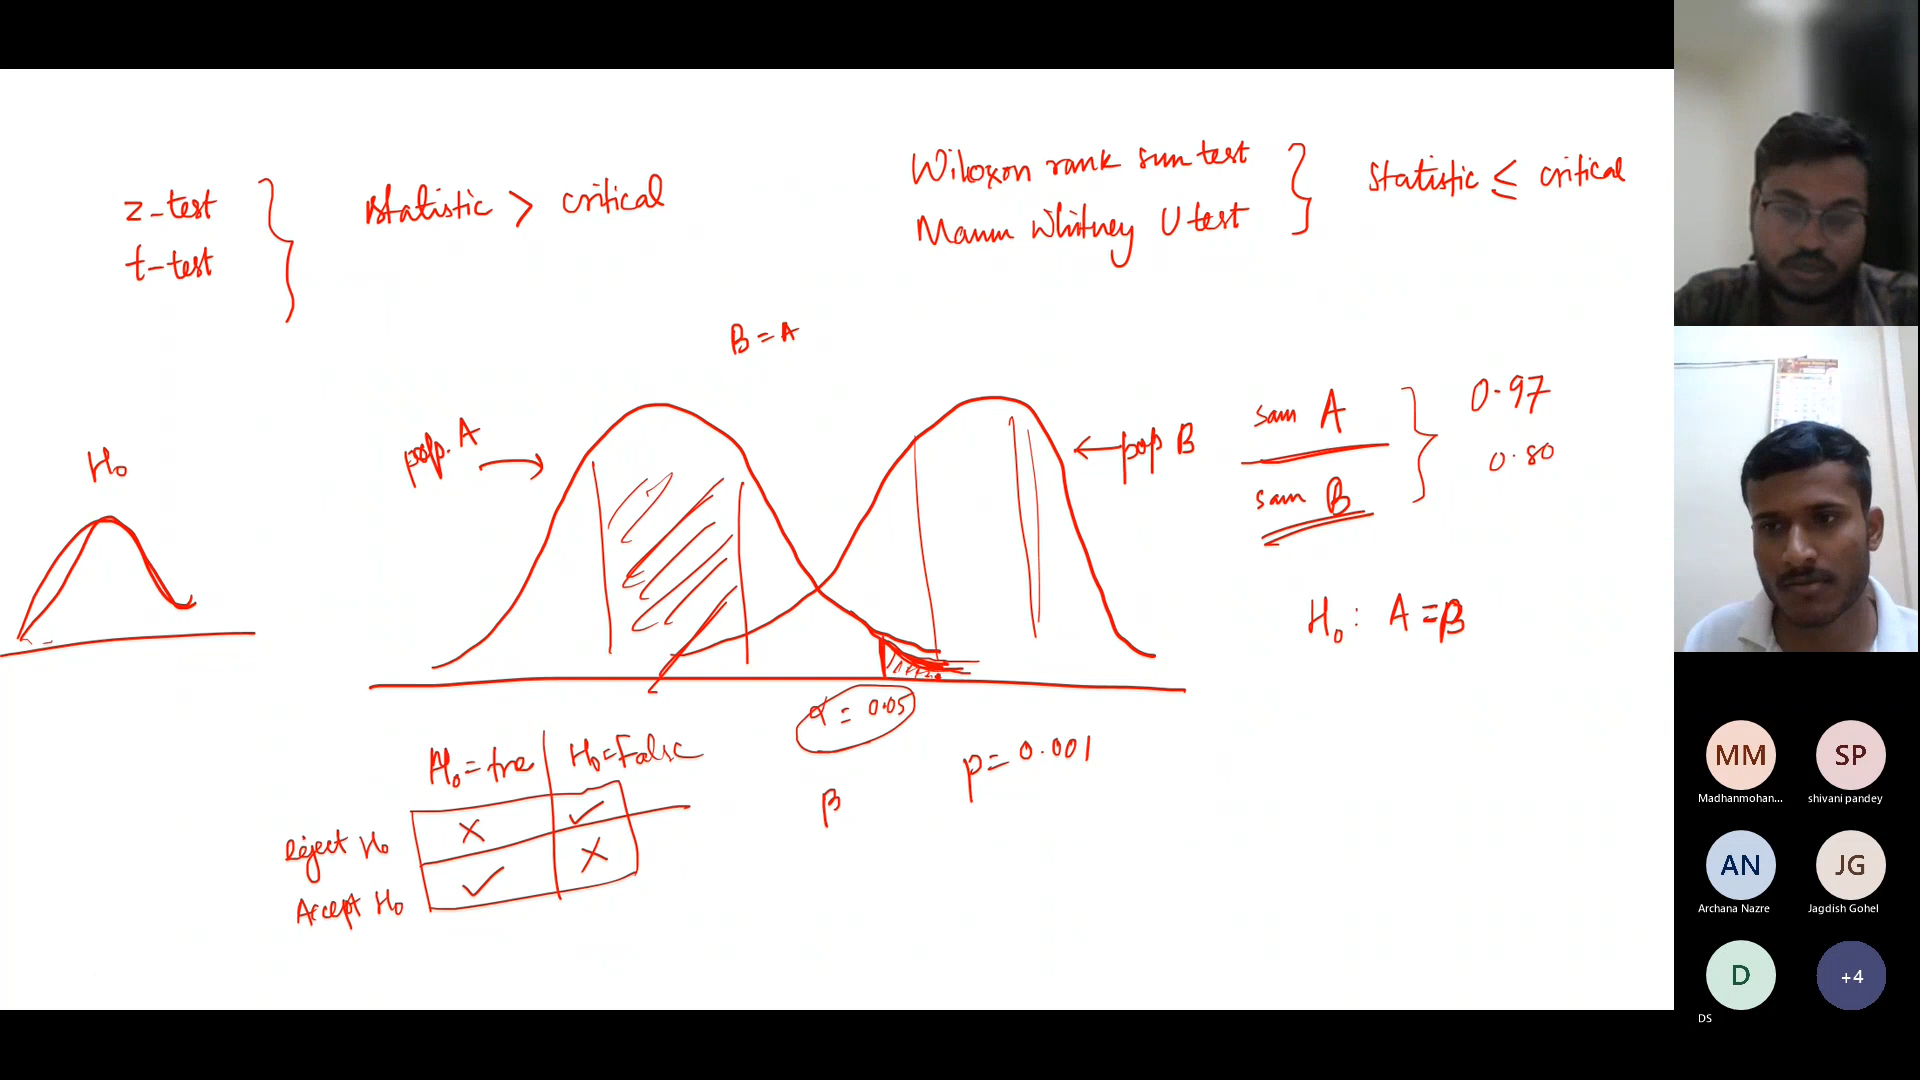 z-test
t-test
statistic > critical
Wiloxon rank sum test
Mann Whitney U test
statistic ≤ critical
B = A
pop. A
← pop B
sam A
sam B
0.97
0.80
H₀
H₀ : A = B
α = 0.05
p = 0.001
β
H₀ = true
H₀ = False
Reject H₀
Accept H₀
MM
Madhanmohan...
SP
shivani pandey
AN
Archana Nazre
JG
Jagdish Gohel
D
DS
+4